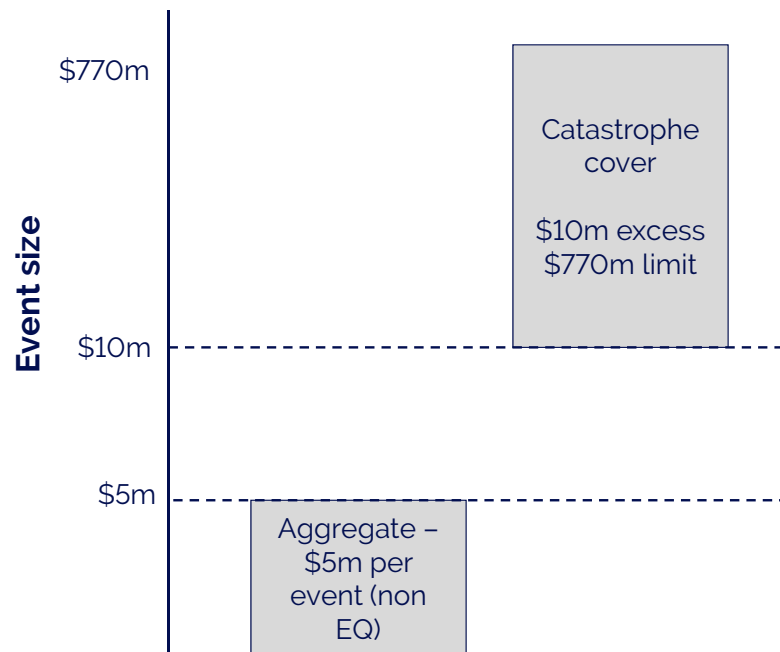 $770m
Catastrophe
cover
$10m excess
$770m limit
Event size
$10m
$5m
Aggregate –
$5m per
event (non
EQ)